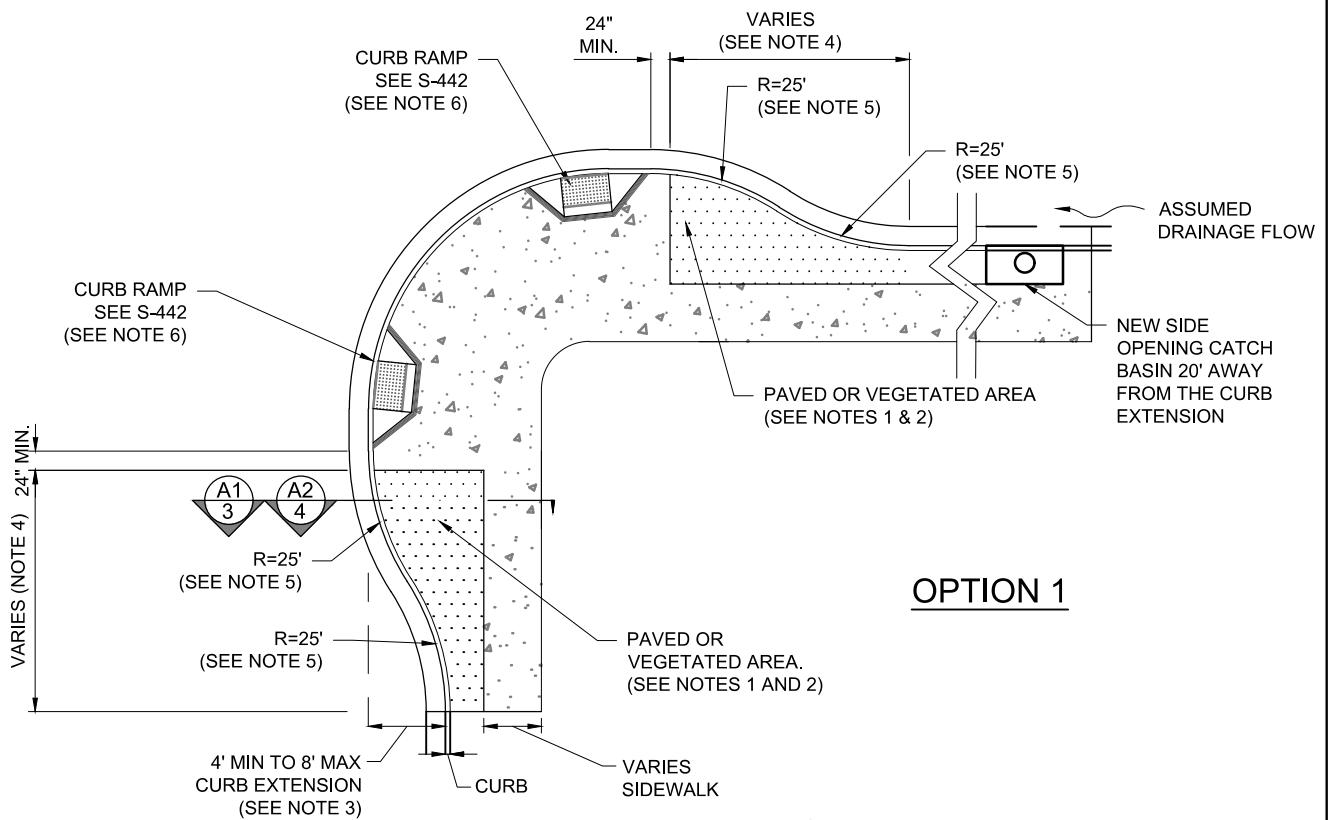 24"
MIN.
VARIES
(SEE NOTE 4)
CURB RAMP
SEE S-442
(SEE NOTE 6)
R=25'
(SEE NOTE 5)
R=25'
(SEE NOTE 5)
ASSUMED
DRAINAGE FLOW
CURB RAMP
SEE S-442
(SEE NOTE 6)
NEW SIDE
OPENING CATCH
BASIN 20' AWAY
FROM THE CURB
EXTENSION
PAVED OR VEGETATED AREA
(SEE NOTES 1 & 2)
24" MIN.
VARIES (NOTE 4)
A1
3
A2
4
R=25'
(SEE NOTE 5)
OPTION 1
R=25'
(SEE NOTE 5)
PAVED OR
VEGETATED AREA.
(SEE NOTES 1 AND 2)
4' MIN TO 8' MAX
CURB EXTENSION
(SEE NOTE 3)
CURB
VARIES
SIDEWALK